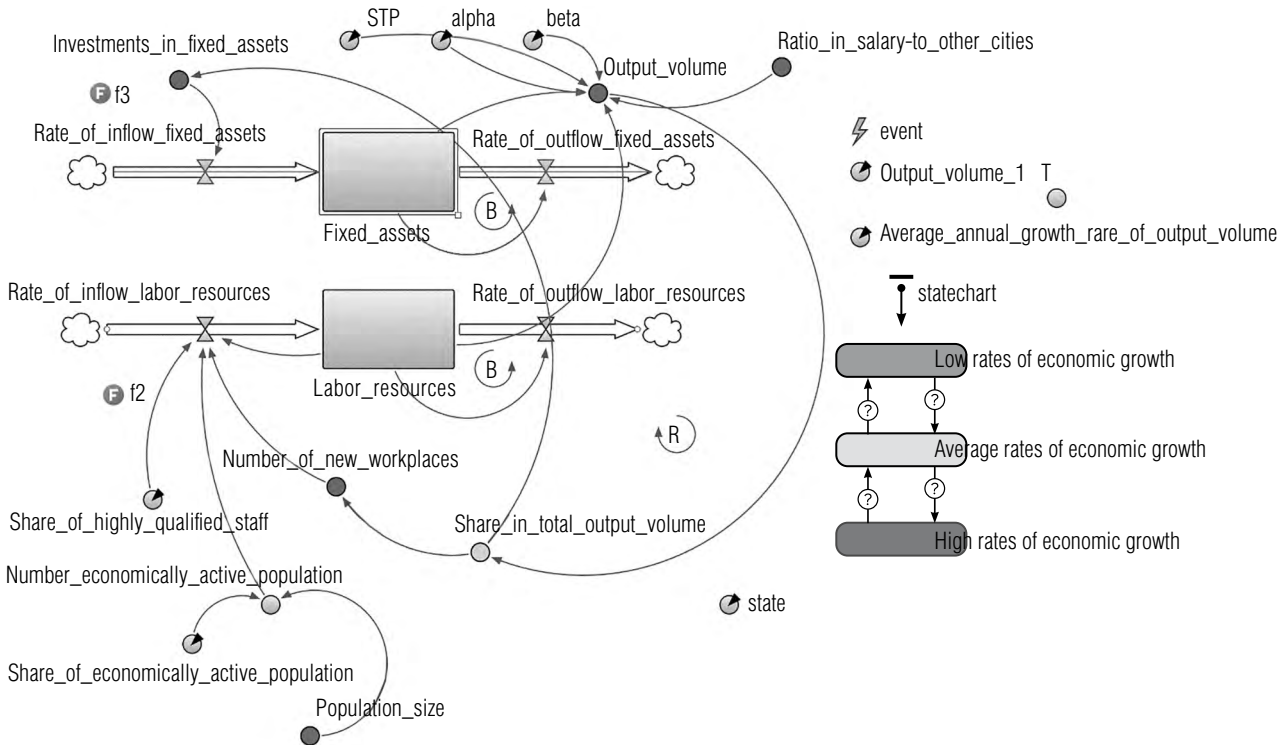 STP
alpha
beta
Investments_in_fixed_assets
Output_volume
Ratio_in_salary-to_other_cities
F f3
Rate_of_inflow_fixed_assets
Rate_of_outflow_fixed_assets
event
Output_volume_1
T
B
Fixed_assets
Average_annual_growth_rare_of_output_volume
Rate_of_inflow_labor_resources
Rate_of_outflow_labor_resources
statechart
Low rates of economic growth
B
Labor_resources
F f2
? ?
R
Average rates of economic growth
Number_of_new_workplaces
? ?
Share_of_highly_qualified_staff
Share_in_total_output_volume
High rates of economic growth
Number_economically_active_population
state
Share_of_economically_active_population
Population_size